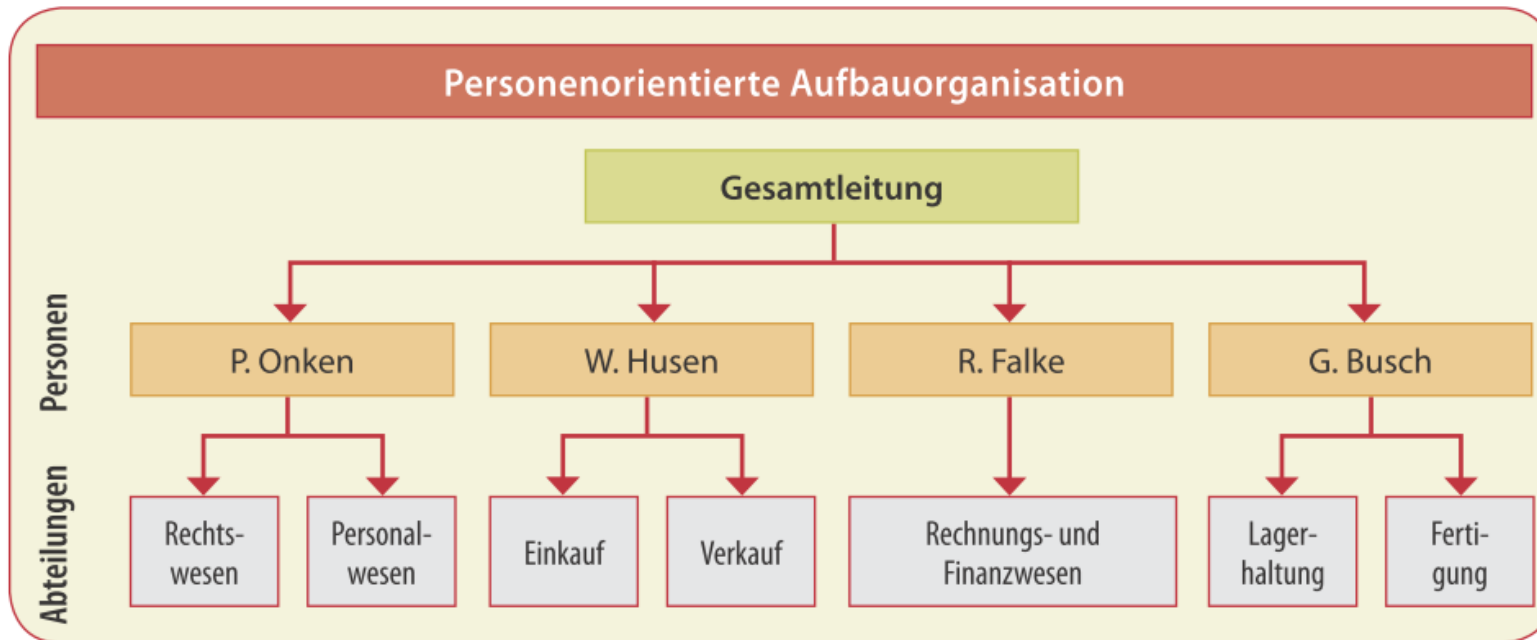 Personenorientierte Aufbauorganisation
Gesamtleitung
Personen
P. Onken
W. Husen
R. Falke
G. Busch
Abteilungen
Rechts-
wesen
Personal-
wesen
Einkauf
Verkauf
Rechnungs- und
Finanzwesen
Lager-
haltung
Ferti-
gung